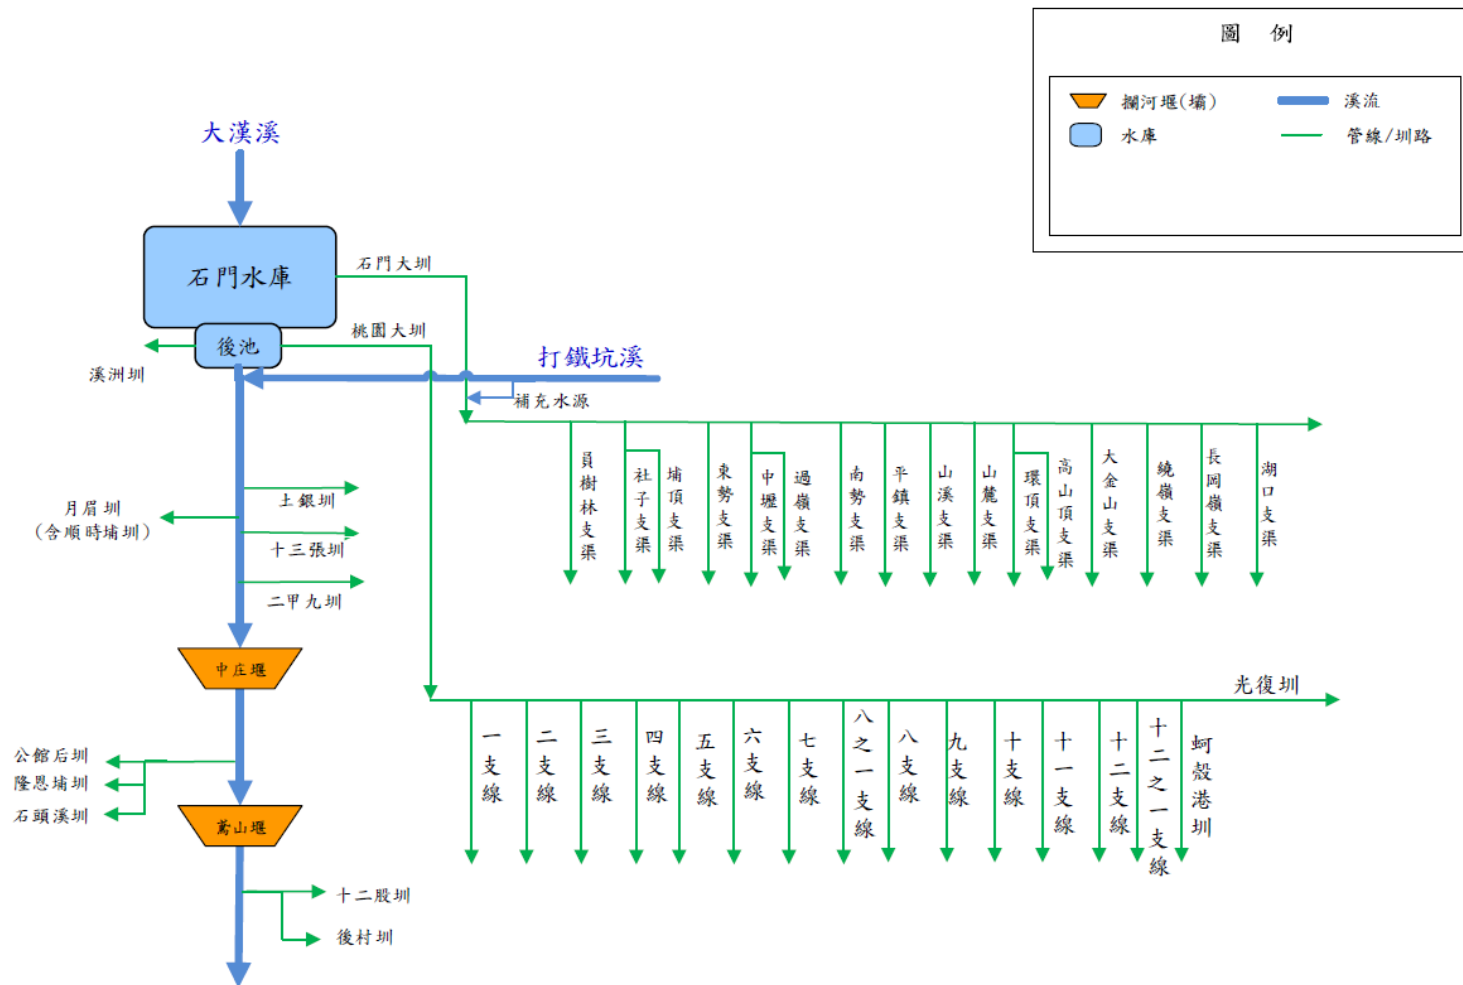 圖 例
攔河堰(壩)
溪流
水庫
管線/圳路
大漢溪
石門水庫
石門大圳
後池
桃園大圳
溪洲圳
打鐵坑溪
補充水源
員樹林支渠
社子支渠
埔頂支渠
東勢支渠
中壢支渠
過嶺支渠
南勢支渠
平鎮支渠
山溪支渠
山麓支渠
環頂支渠
高山頂支渠
大金山支渠
繞嶺支渠
長岡嶺支渠
湖口支渠
土銀圳
月眉圳
(含順時埔圳)
十三張圳
二甲九圳
中庄堰
光復圳
一支線
二支線
三支線
四支線
五支線
六支線
七支線
八之一支線
八支線
九支線
十支線
十一支線
十二支線
十二之一支線
蚵殼港圳
公館后圳
隆恩埔圳
石頭溪圳
鳶山堰
十二股圳
後村圳